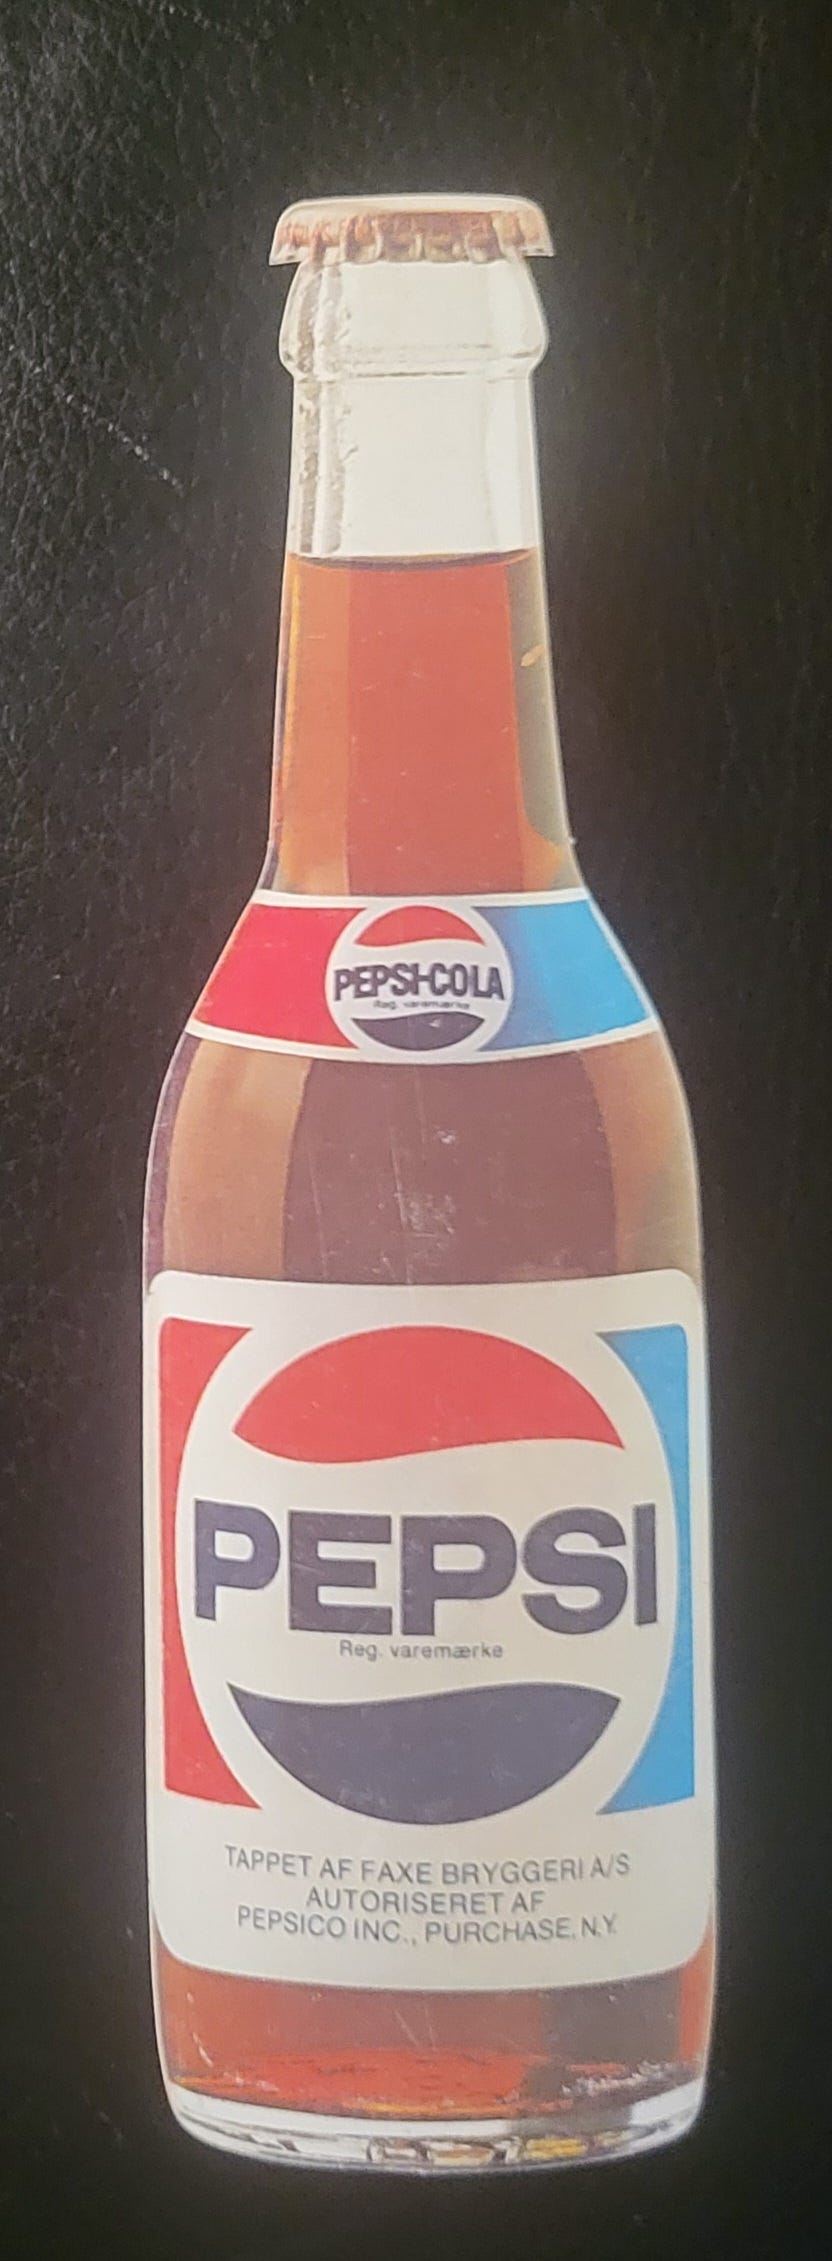 PEPSI-COLA
Reg. varemærke
PEPSI
Reg. varemærke
TAPPET AF FAXE BRYGGERI A/S
AUTORISERET AF
PEPSICO INC., PURCHASE, N.Y.